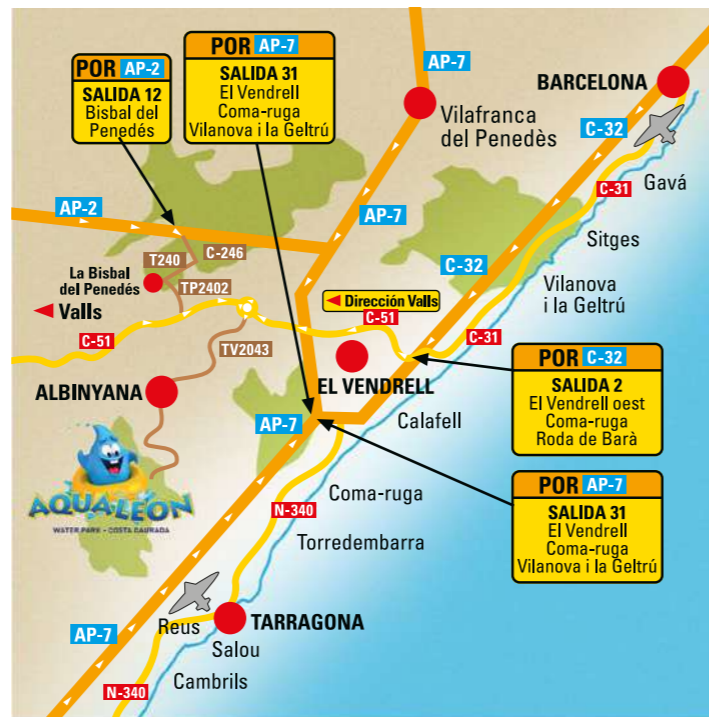 POR AP-2
SALIDA 12
Bisbal del
Penedés
POR AP-7
SALIDA 31
El Vendrell
Coma-ruga
Vilanova i la Geltrú
AP-7
BARCELONA
Vilafranca
del Penedès
C-32
Gavá
C-31
AP-2
AP-7
Sitges
T240
C-246
C-32
La Bisbal
del Penedés
TP2402
Vilanova
i la Geltrú
Valls
Dirección Valls
C-51
C-51
C-31
TV2043
POR C-32
SALIDA 2
El Vendrell oest
Coma-ruga
Roda de Barà
ALBINYANA
EL VENDRELL
AP-7
Calafell
AQUALEON
WATER PARK - COSTA DAURADA
Coma-ruga
N-340
Torredembarra
POR AP-7
SALIDA 31
El Vendrell
Coma-ruga
Vilanova i la Geltrú
AP-7
Reus
TARRAGONA
Salou
Cambrils
N-340